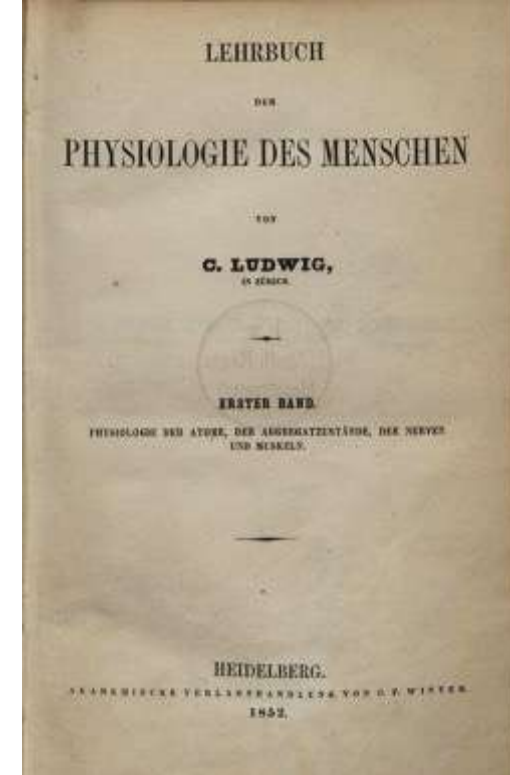 LEHRBUCH
DER
PHYSIOLOGIE DES MENSCHEN
VON
C. LUDWIG,
IN ZÜRICH.
ERSTER BAND.
PHYSIOLOGIE DER ATOME, DER AGGREGATZUSTÄNDE, DER NERVEN
UND MUSKELN.
HEIDELBERG.
AKADEMISCHE VERLAGSHANDLUNG VON C. F. WINTER.
1852.